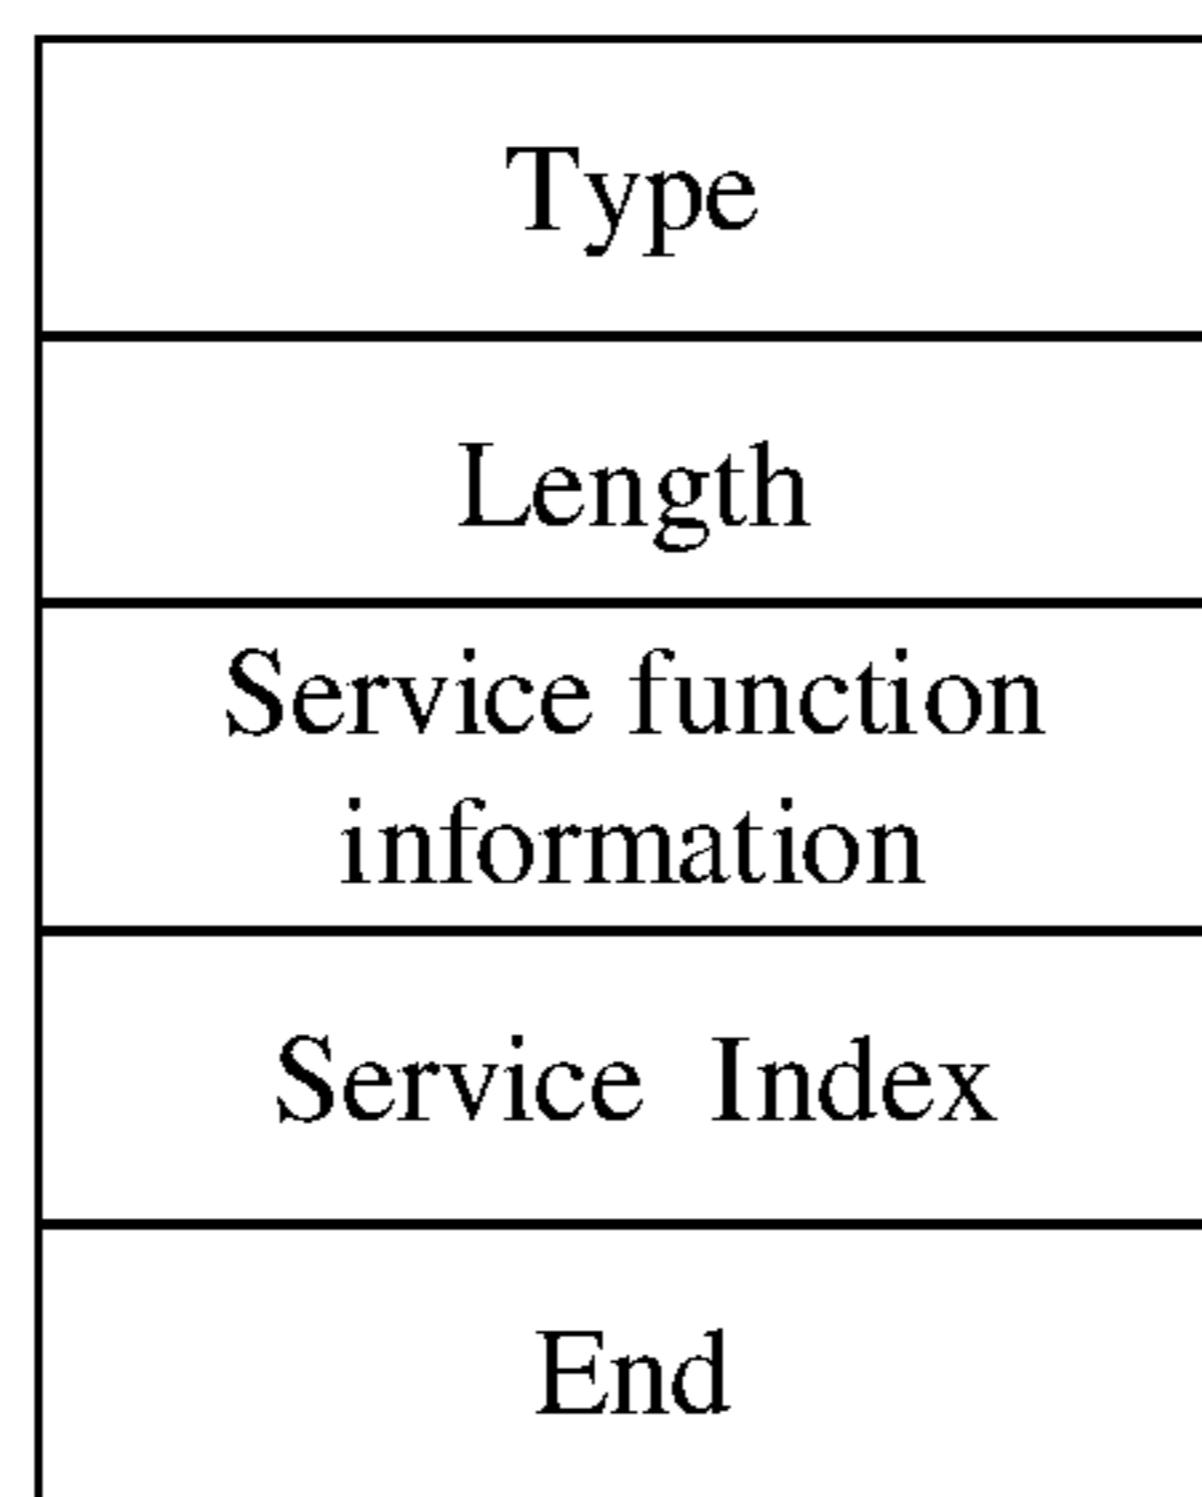 Type
Length
Service function
information
Service Index
End